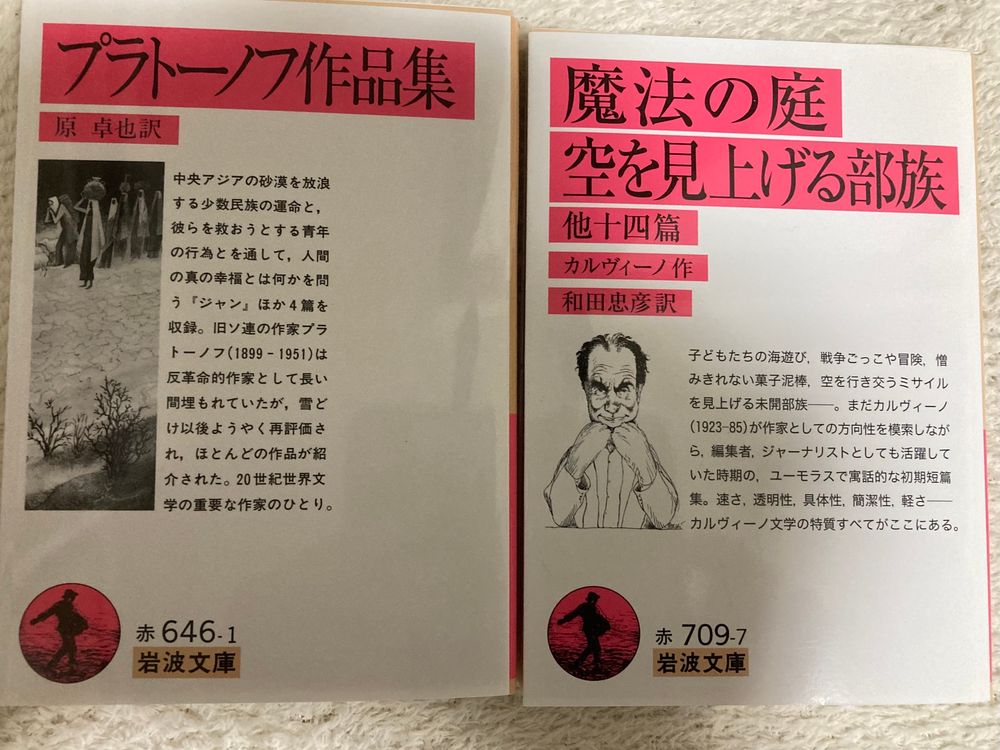 プラトーノフ作品集
原 卓也訳
中央アジアの砂漠を放浪
する少数民族の運命と，
彼らを救おうとする青年
の行為とを通して，人間
の真の幸福とは何かを問
う『ジャン』ほか4篇を
収録。旧ソ連の作家プラ
トーノフ(1899-1951)は
反革命的作家として長い
間埋もれていたが，雪ど
け以後ようやく再評価さ
れ，ほとんどの作品が紹
介された。20世紀世界文
学の重要な作家のひとり。
赤 646-1
岩波文庫
魔法の庭
空を見上げる部族
他十四篇
カルヴィーノ作
和田忠彦訳
子どもたちの海遊び，戦争ごっこや冒険，憎
みきれない菓子泥棒，空を行き交うミサイル
を見上げる未開部族――。まだカルヴィーノ
(1923-85)が作家としての方向性を模索しなが
ら，編集者，ジャーナリストとしても活躍して
いた時期の，ユーモラスで寓話的な初期短篇
集。速さ，透明性，具体性，簡潔性，軽さ――
カルヴィーノ文学の特質すべてがここにある。
赤 709-7
岩波文庫